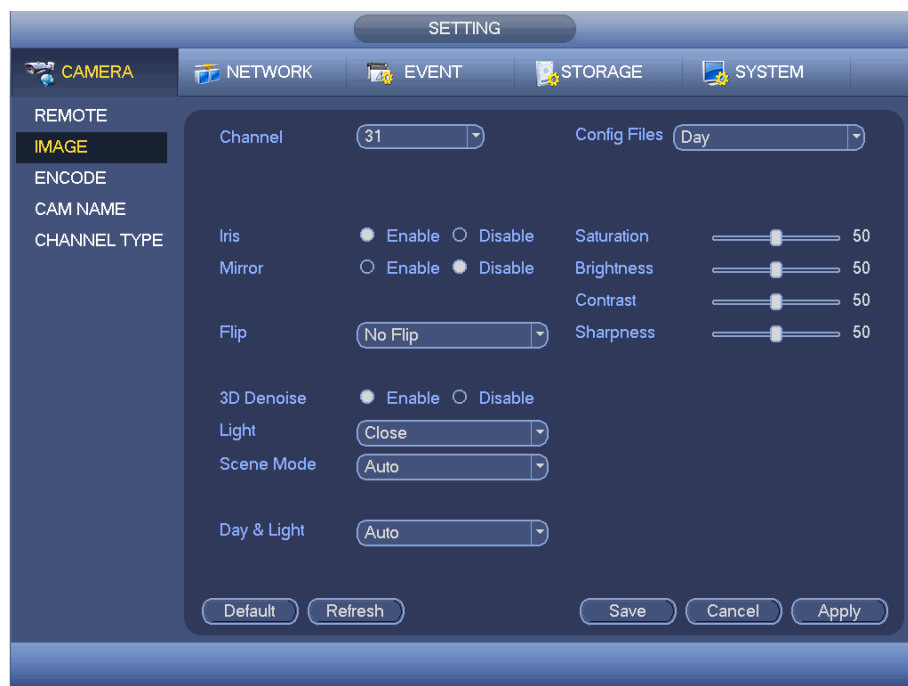 SETTING
CAMERA NETWORK EVENT STORAGE SYSTEM
REMOTE
IMAGE
ENCODE
CAM NAME
CHANNEL TYPE
Channel 31 Config Files Day
Iris Enable Disable Saturation 50
Mirror Enable Disable Brightness 50
Contrast 50
Flip No Flip Sharpness 50
3D Denoise Enable Disable
Light Close
Scene Mode Auto
Day & Light Auto
Default Refresh Save Cancel Apply